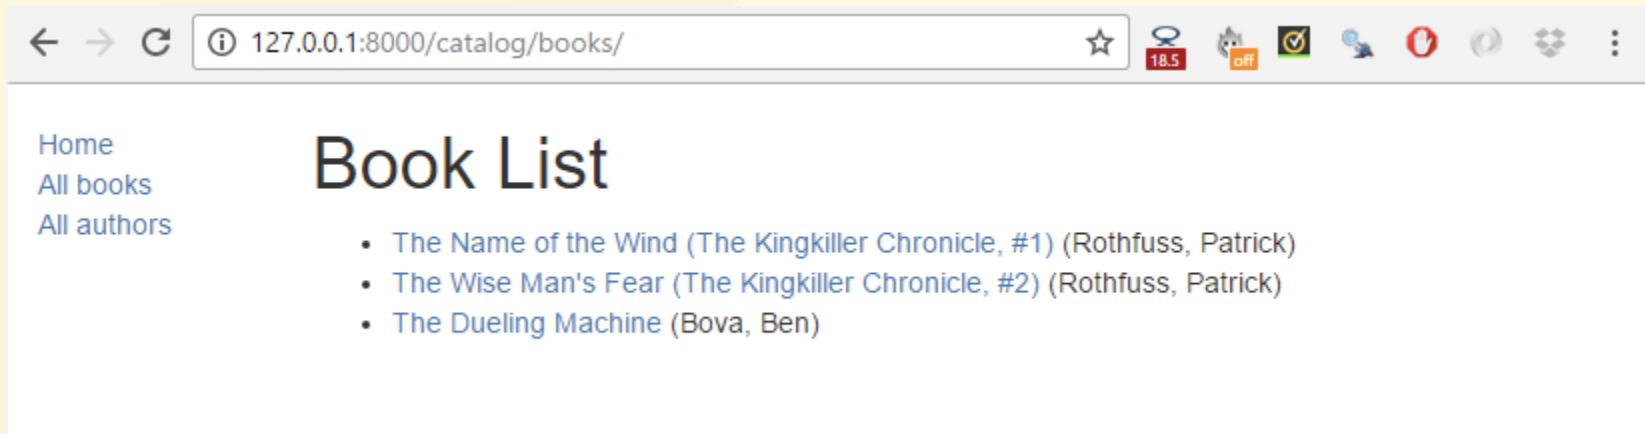 127.0.0.1:8000/catalog/books/
18.5
off
Home
All books
All authors
Book List
The Name of the Wind (The Kingkiller Chronicle, #1) (Rothfuss, Patrick)
The Wise Man's Fear (The Kingkiller Chronicle, #2) (Rothfuss, Patrick)
The Dueling Machine (Bova, Ben)